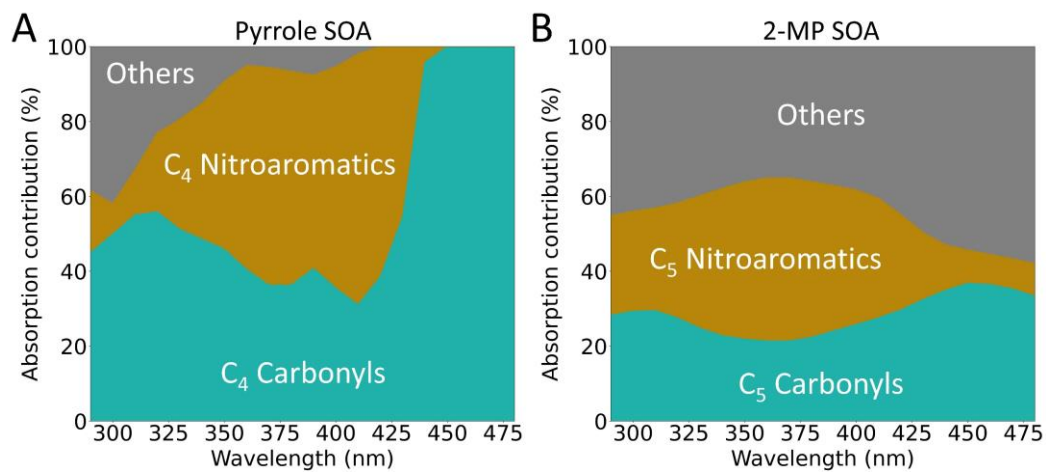 A
Pyrrole SOA
Absorption contribution (%)
100
80
60
40
20
0
Others
C₄ Nitroaromatics
C₄ Carbonyls
300 325 350 375 400 425 450 475
Wavelength (nm)
B
2-MP SOA
Absorption contribution (%)
100
80
60
40
20
0
Others
C₅ Nitroaromatics
C₅ Carbonyls
300 325 350 375 400 425 450 475
Wavelength (nm)